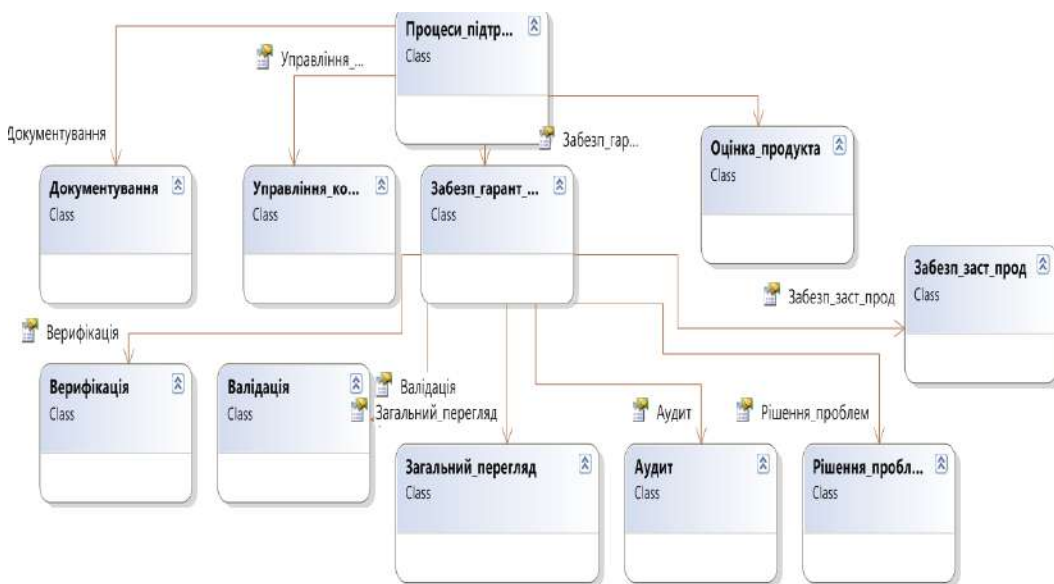 Процеси_підтр...
Class
Управління_...
Документування
Забезп_гар...
Документування
Class
Управління_ко...
Class
Забезп_гарант_...
Class
Оцінка_продукта
Class
Забезп_заст_прод
Class
Забезп_заст_прод
Верифікація
Верифікація
Class
Валідація
Class
Валідація
Загальний_перегляд
Аудит
Рішення_проблем
Загальний_перегляд
Class
Аудит
Class
Рішення_пробл...
Class